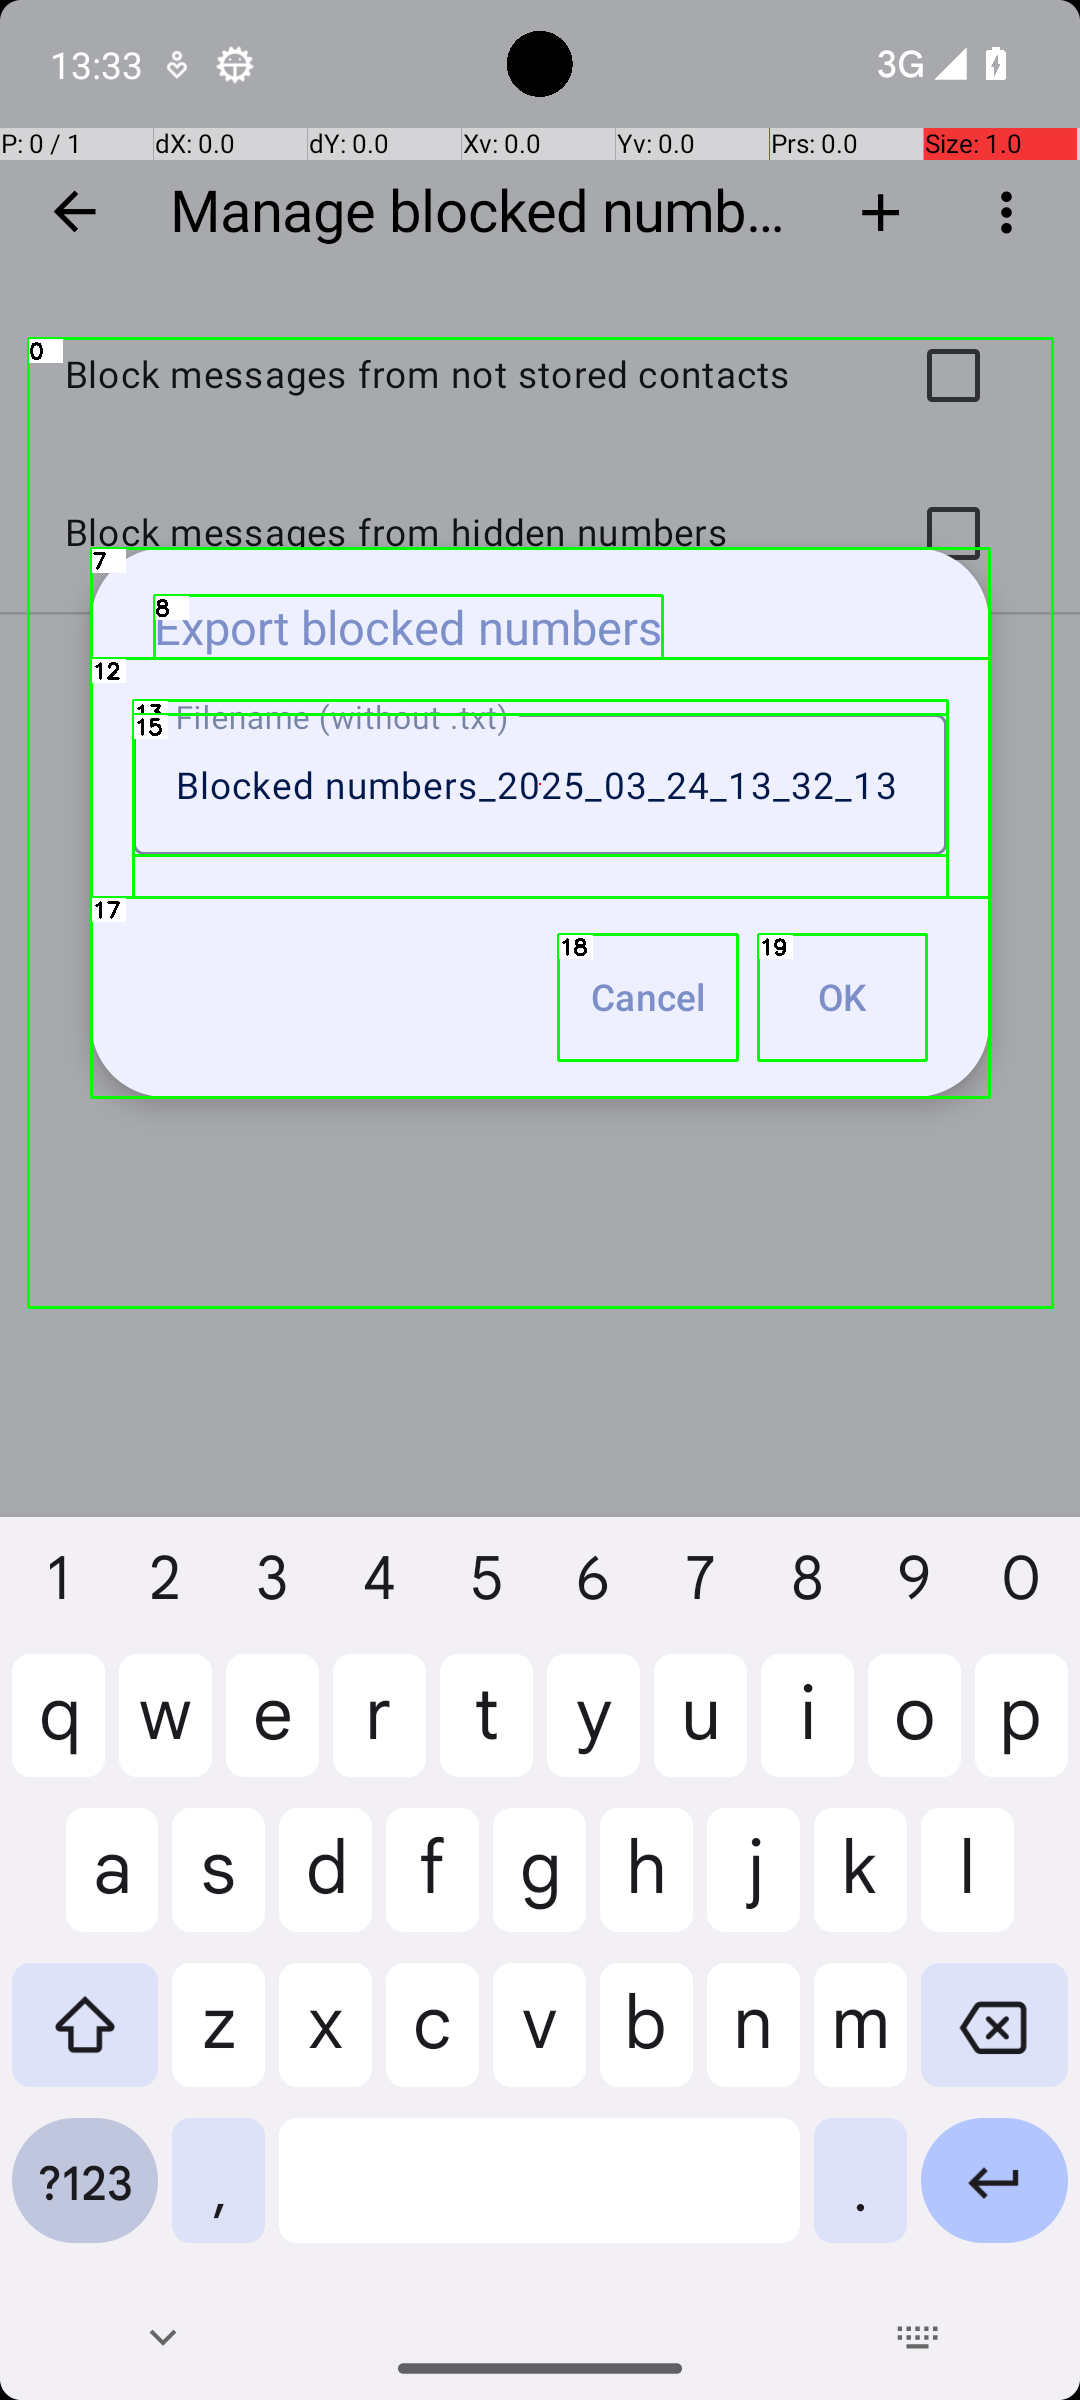 13:33
3G
P: 0 / 1
dX: 0.0
dY: 0.0
Xv: 0.0
Yv: 0.0
Prs: 0.0
Size: 1.0
Manage blocked numb...
0
Block messages from not stored contacts
Block messages from hidden numbers
7
8
Export blocked numbers
12
13
Filename (without .txt)
15
Blocked numbers_2025_03_24_13_32_13
17
18
Cancel
19
OK
1 2 3 4 5 6 7 8 9 0
q w e r t y u i o p
a s d f g h j k l
z x c v b n m
?123 , .